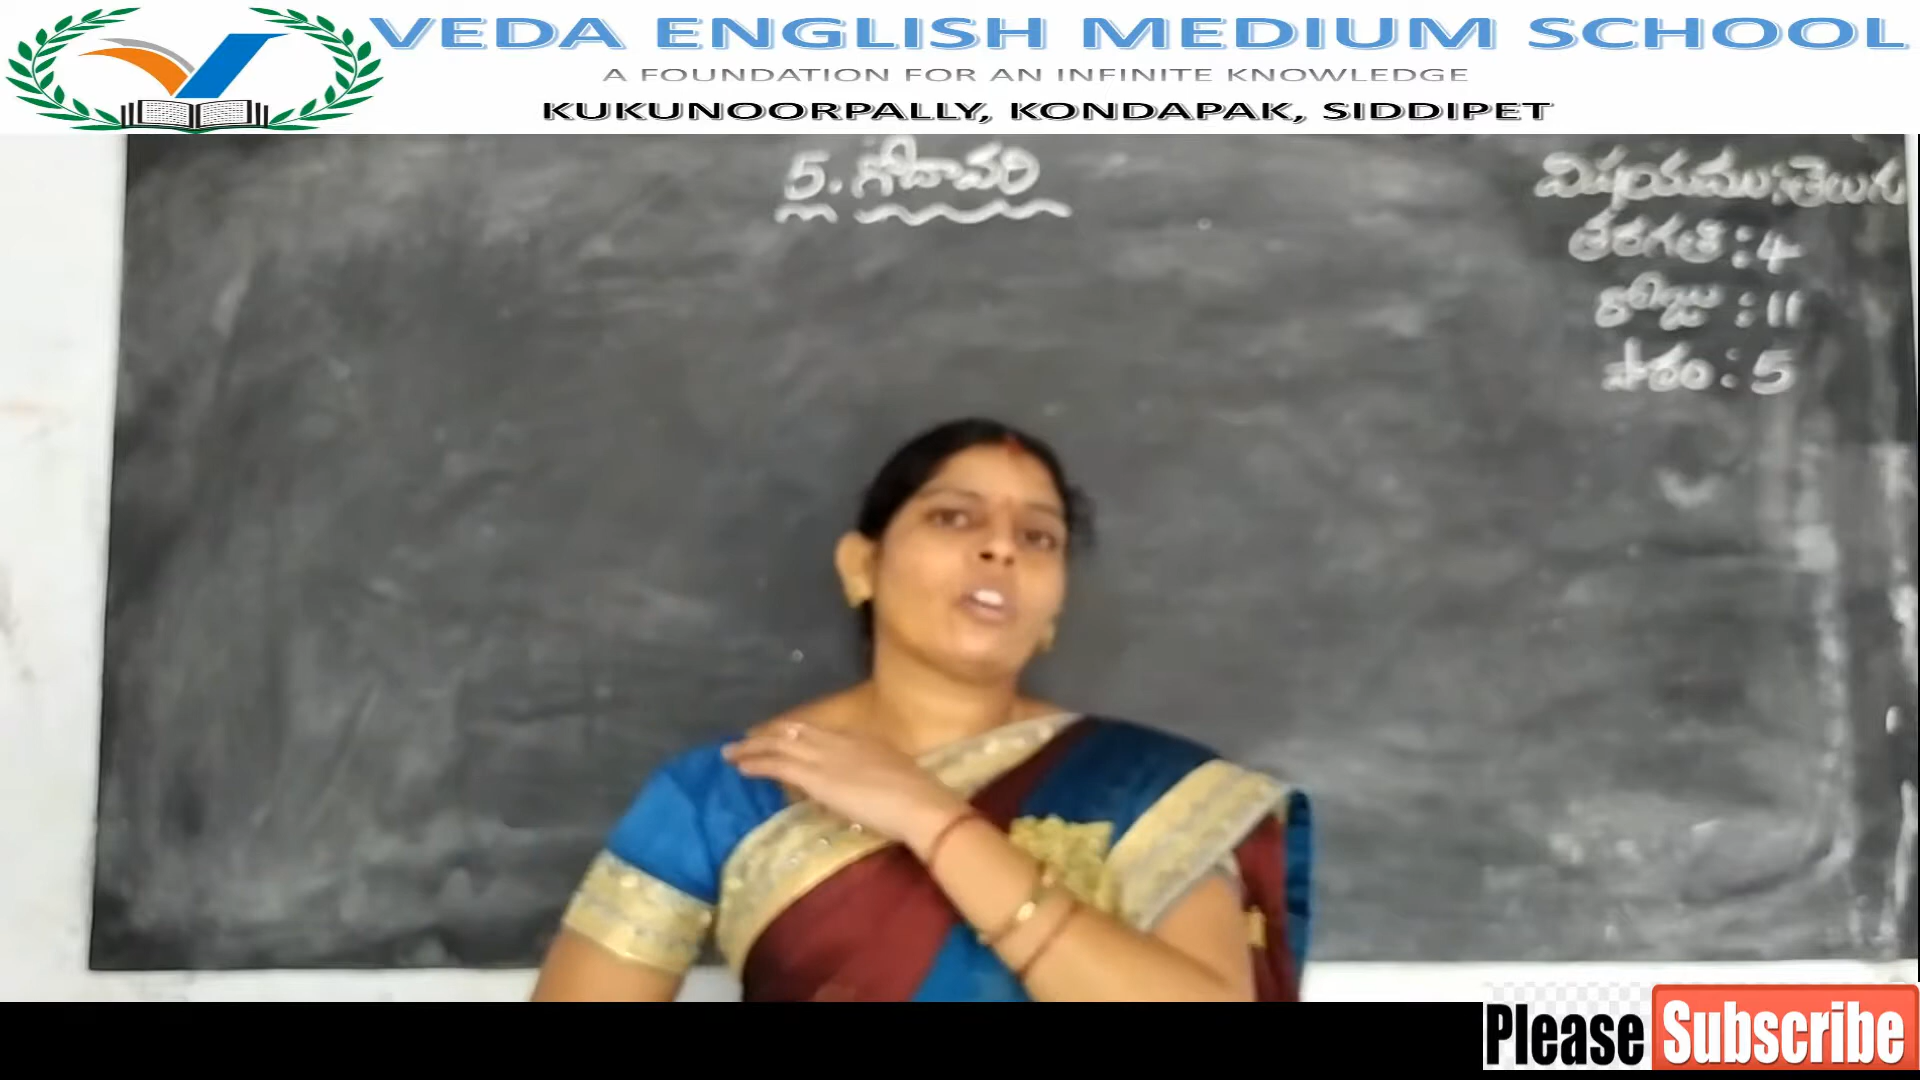 VEDA ENGLISH MEDIUM SCHOOL
A FOUNDATION FOR AN INFINITE KNOWLEDGE
KUKUNOORPALLY, KONDAPAK, SIDDIPET
5. గోదావరి
విషయము: తెలుగు
తరగతి : 4
రోజు : 11
పాఠం : 5
Please Subscribe